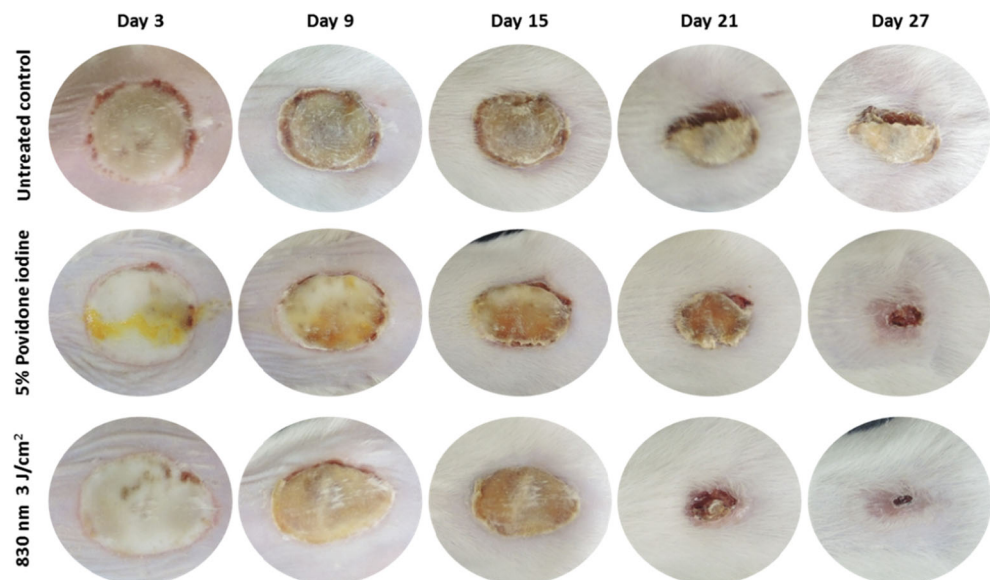 Day 3 Day 9 Day 15 Day 21 Day 27
Untreated control
5% Povidone iodine
830 nm 3 J/cm²